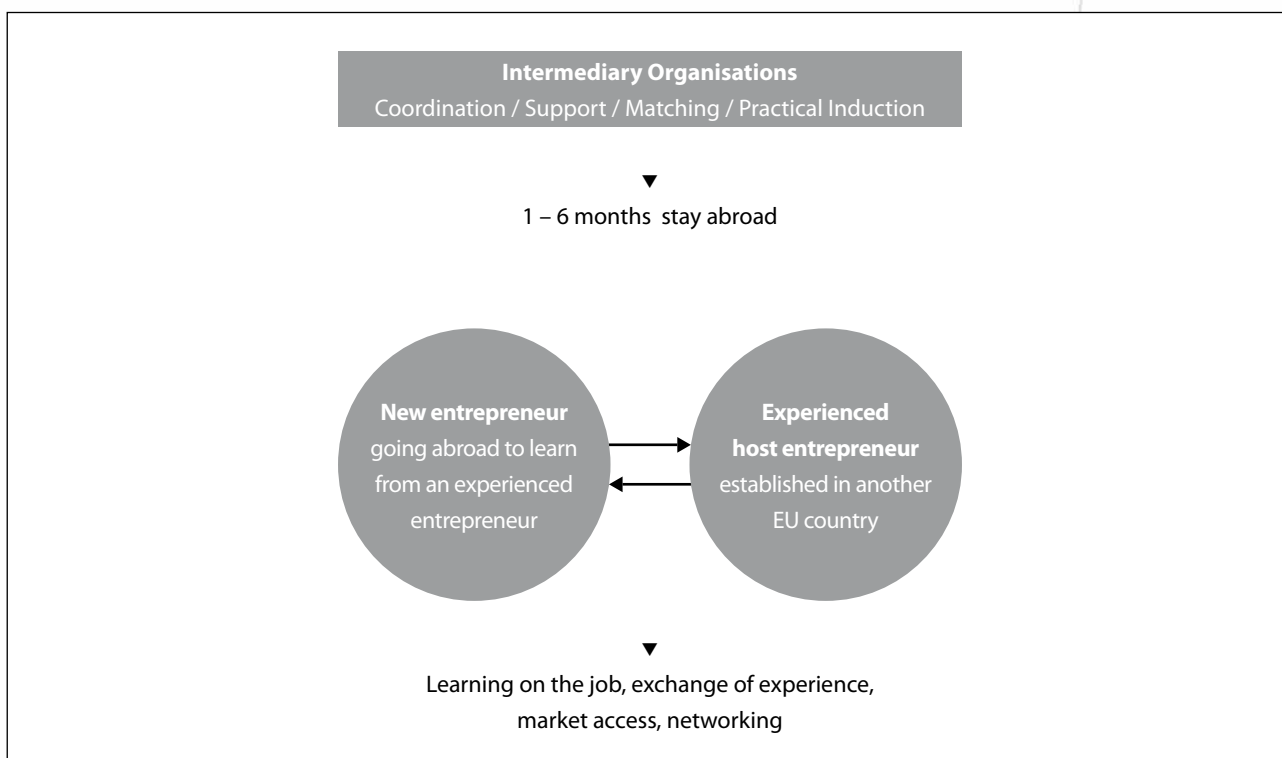 Intermediary Organisations
Coordination / Support / Matching / Practical Induction
1 – 6 months stay abroad
New entrepreneur
going abroad to learn
from an experienced
entrepreneur
Experienced
host entrepreneur
established in another
EU country
Learning on the job, exchange of experience,
market access, networking